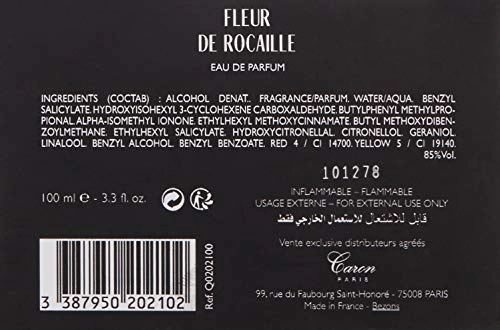 FLEUR
DE ROCAILLE
EAU DE PARFUM
INGREDIENTS (COCTAB) : ALCOHOL DENAT.. FRAGRANCE/PARFUM. WATER/AQUA. BENZYL
SALICYLATE. HYDROXYISOHEXYL 3-CYCLOHEXENE CARBOXALDEHYDE. BUTYLPHENYL METHYLPRO-
PIONAL. ALPHA-ISOMETHYL IONONE. ETHYLHEXYL METHOXYCINNAMATE. BUTYL METHOXYDIBEN-
ZOYLMETHANE. ETHYLHEXYL SALICYLATE. HYDROXYCITRONELLAL. CITRONELLOL. GERANIOL.
LINALOOL. BENZYL ALCOHOL. BENZYL BENZOATE. RED 4 / CI 14700. YELLOW 5 / CI 19140.
85%Vol.
101278
100 ml e - 3.3 fl. oz.
INFLAMMABLE – FLAMMABLE
USAGE EXTERNE – FOR EXTERNAL USE ONLY
قابل للاشتعال للاستعمال الخارجي فقط
Vente exclusive distributeurs agréés
Caron
PARIS
99, rue du Faubourg Saint-Honoré - 75008 PARIS
Made in France - Bezons
3 387950 202102
Ref. Q0202100